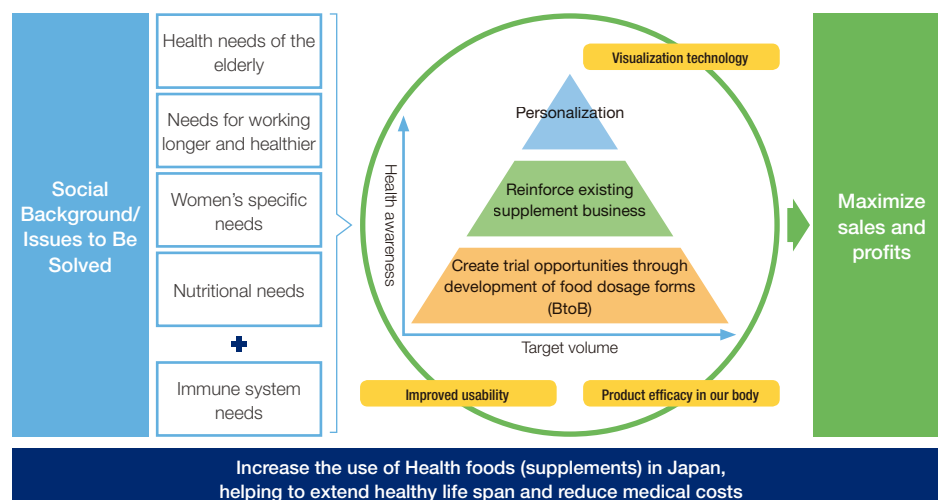 Social
Background/
Issues to Be
Solved
Health needs of the
elderly
Needs for working
longer and healthier
Women’s specific
needs
Nutritional needs
+
Immune system
needs
Visualization technology
Health awareness
Personalization
Reinforce existing
supplement business
Create trial opportunities through
development of food dosage forms
(BtoB)
Target volume
Improved usability
Product efficacy in our body
Maximize
sales and
profits
Increase the use of Health foods (supplements) in Japan,
helping to extend healthy life span and reduce medical costs